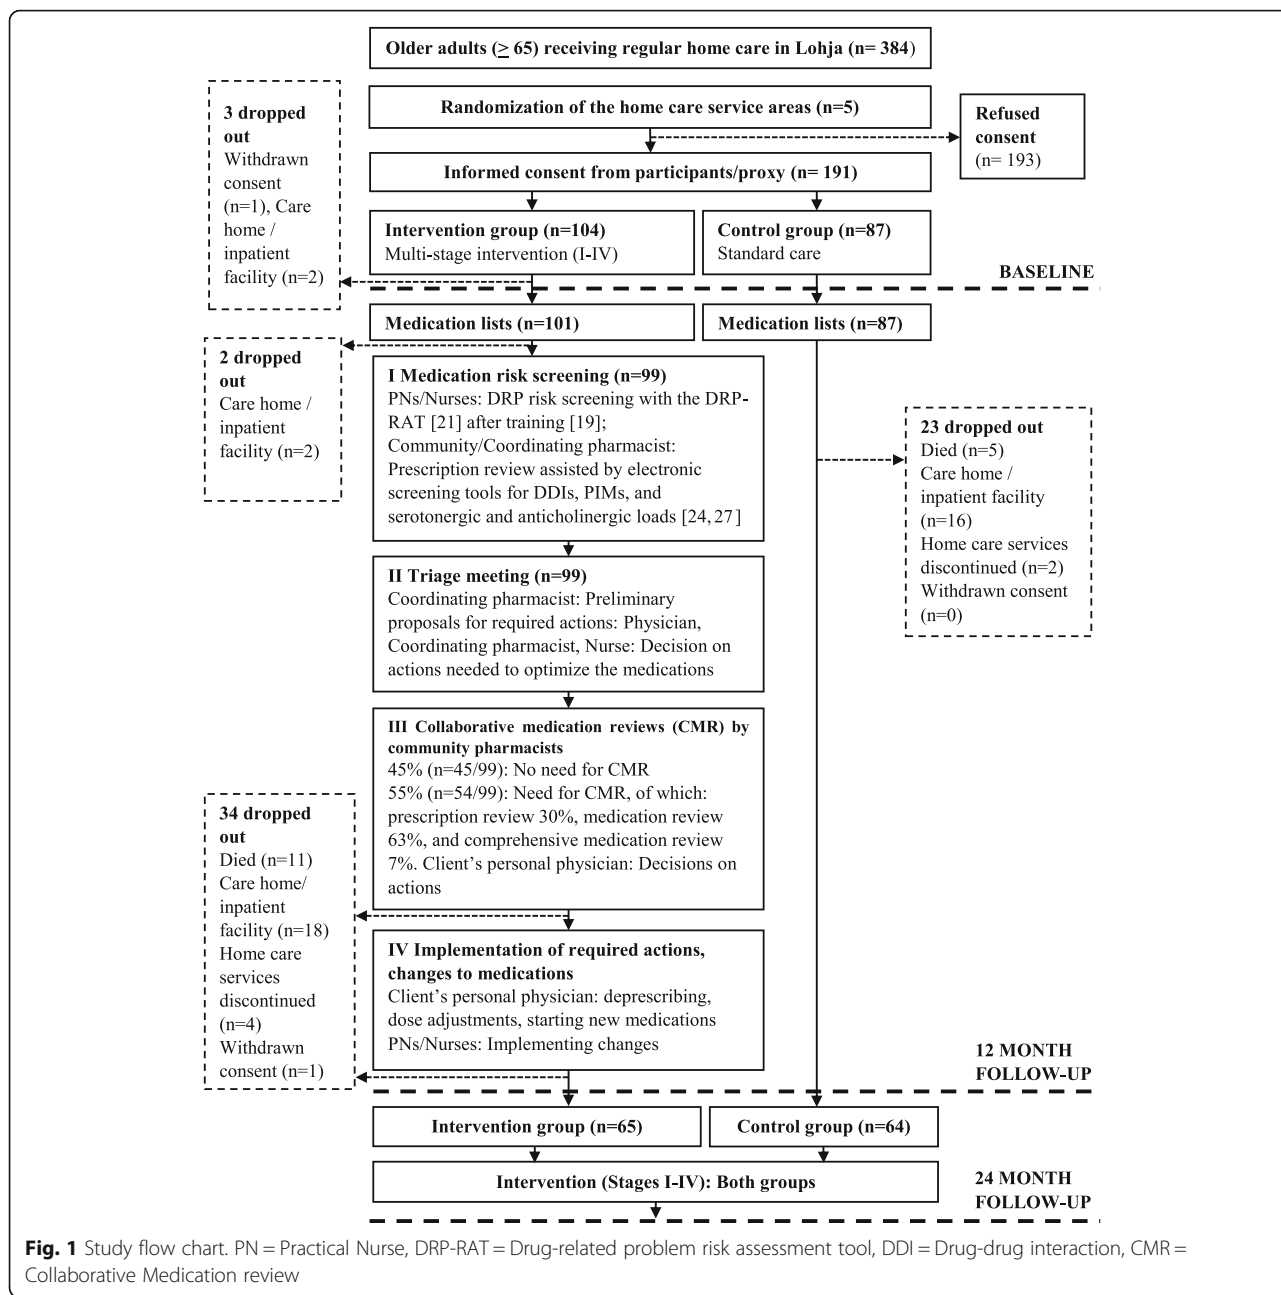 Older adults (≥ 65) receiving regular home care in Lohja (n= 384)
Randomization of the home care service areas (n=5)
Refused
consent
(n= 193)
Informed consent from participants/proxy (n= 191)
3 dropped
out
Withdrawn
consent
(n=1), Care
home /
inpatient
facility (n=2)
Intervention group (n=104)
Multi-stage intervention (I-IV)
Control group (n=87)
Standard care
BASELINE
Medication lists (n=101)
Medication lists (n=87)
2 dropped
out
Care home /
inpatient
facility (n=2)
I Medication risk screening (n=99)
PNs/Nurses: DRP risk screening with the DRP-
RAT [21] after training [19];
Community/Coordinating pharmacist:
Prescription review assisted by electronic
screening tools for DDIs, PIMs, and
serotonergic and anticholinergic loads [24, 27]
23 dropped out
Died (n=5)
Care home /
inpatient facility
(n=16)
Home care services
discontinued (n=2)
Withdrawn consent
(n=0)
II Triage meeting (n=99)
Coordinating pharmacist: Preliminary
proposals for required actions: Physician,
Coordinating pharmacist, Nurse: Decision on
actions needed to optimize the medications
III Collaborative medication reviews (CMR) by
community pharmacists
45% (n=45/99): No need for CMR
55% (n=54/99): Need for CMR, of which:
prescription review 30%, medication review
63%, and comprehensive medication review
7%. Client's personal physician: Decisions on
actions
34 dropped
out
Died (n=11)
Care home/
inpatient
facility (n=18)
Home care
services
discontinued
(n=4)
Withdrawn
consent (n=1)
IV Implementation of required actions,
changes to medications
Client's personal physician: deprescribing,
dose adjustments, starting new medications
PNs/Nurses: Implementing changes
12 MONTH
FOLLOW-UP
Intervention group (n=65)
Control group (n=64)
Intervention (Stages I-IV): Both groups
24 MONTH
FOLLOW-UP
Fig. 1 Study flow chart. PN = Practical Nurse, DRP-RAT = Drug-related problem risk assessment tool, DDI = Drug-drug interaction, CMR =
Collaborative Medication review